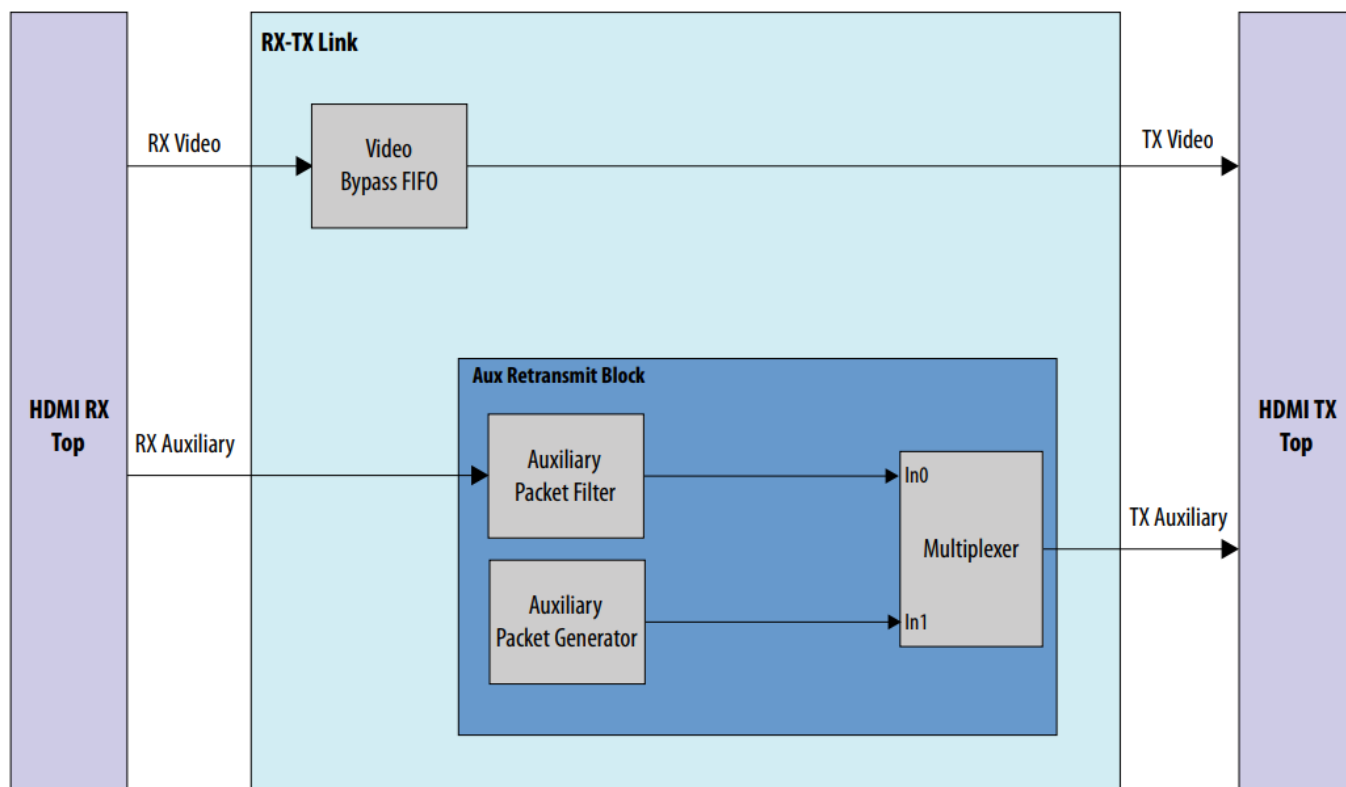 RX-TX Link
RX Video
Video
Bypass FIFO
TX Video
HDMI RX
Top
RX Auxiliary
Aux Retransmit Block
Auxiliary
Packet Filter
Auxiliary
Packet Generator
In0
Multiplexer
In1
TX Auxiliary
HDMI TX
Top